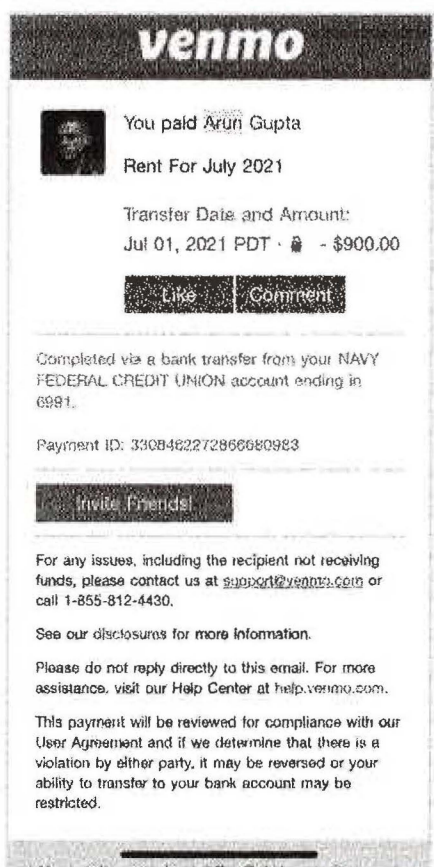 venmo
You paid Arun Gupta
Rent For July 2021
Transfer Date and Amount:
Jul 01, 2021 PDT · - $900.00
Like Comment
Completed via a bank transfer from your NAVY
FEDERAL CREDIT UNION account ending in
6991.
Payment ID: 3308462272866680983
Invite Friends!
For any issues, including the recipient not receiving
funds, please contact us at support@venmo.com or
call 1-855-812-4430.
See our disclosures for more information.
Please do not reply directly to this email. For more
assistance, visit our Help Center at help.venmo.com.
This payment will be reviewed for compliance with our
User Agreement and if we determine that there is a
violation by either party, it may be reversed or your
ability to transfer to your bank account may be
restricted.